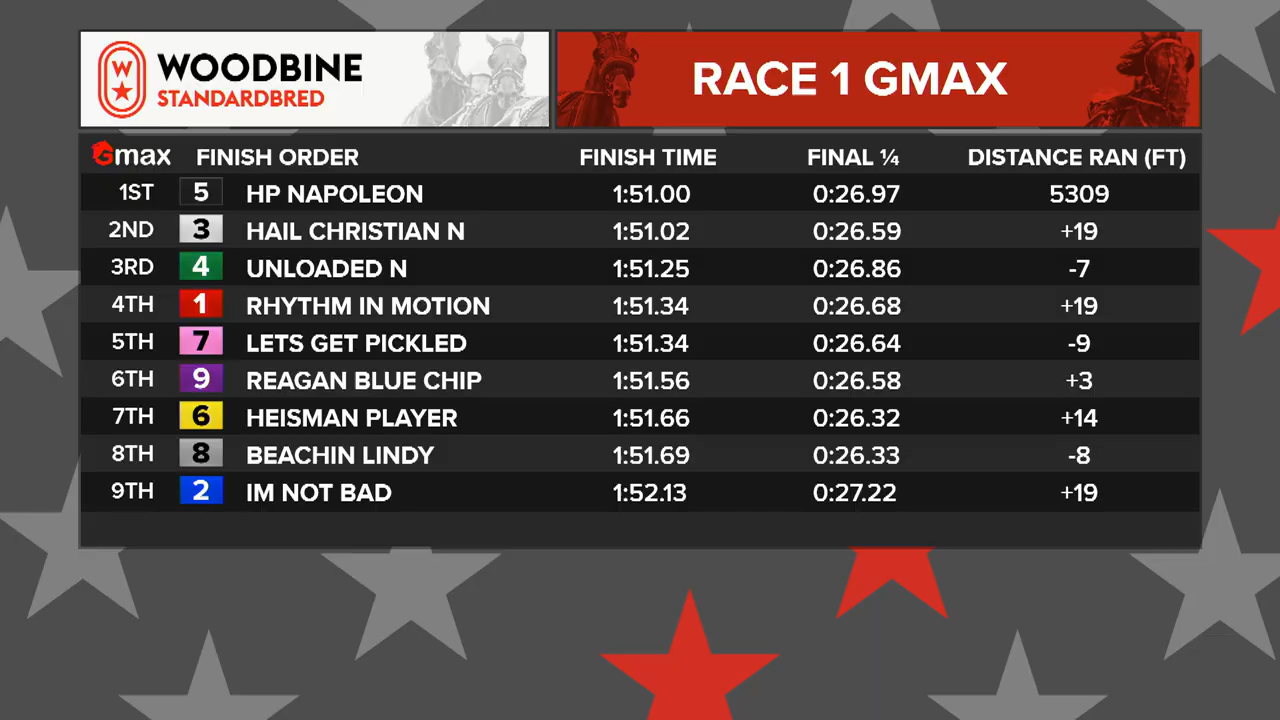 W
WOODBINE
STANDARDBRED
RACE 1 GMAX
Gmax FINISH ORDER FINISH TIME FINAL ¼ DISTANCE RAN (FT)
1ST 5 HP NAPOLEON 1:51.00 0:26.97 5309
2ND 3 HAIL CHRISTIAN N 1:51.02 0:26.59 +19
3RD 4 UNLOADED N 1:51.25 0:26.86 -7
4TH 1 RHYTHM IN MOTION 1:51.34 0:26.68 +19
5TH 7 LETS GET PICKLED 1:51.34 0:26.64 -9
6TH 9 REAGAN BLUE CHIP 1:51.56 0:26.58 +3
7TH 6 HEISMAN PLAYER 1:51.66 0:26.32 +14
8TH 8 BEACHIN LINDY 1:51.69 0:26.33 -8
9TH 2 IM NOT BAD 1:52.13 0:27.22 +19